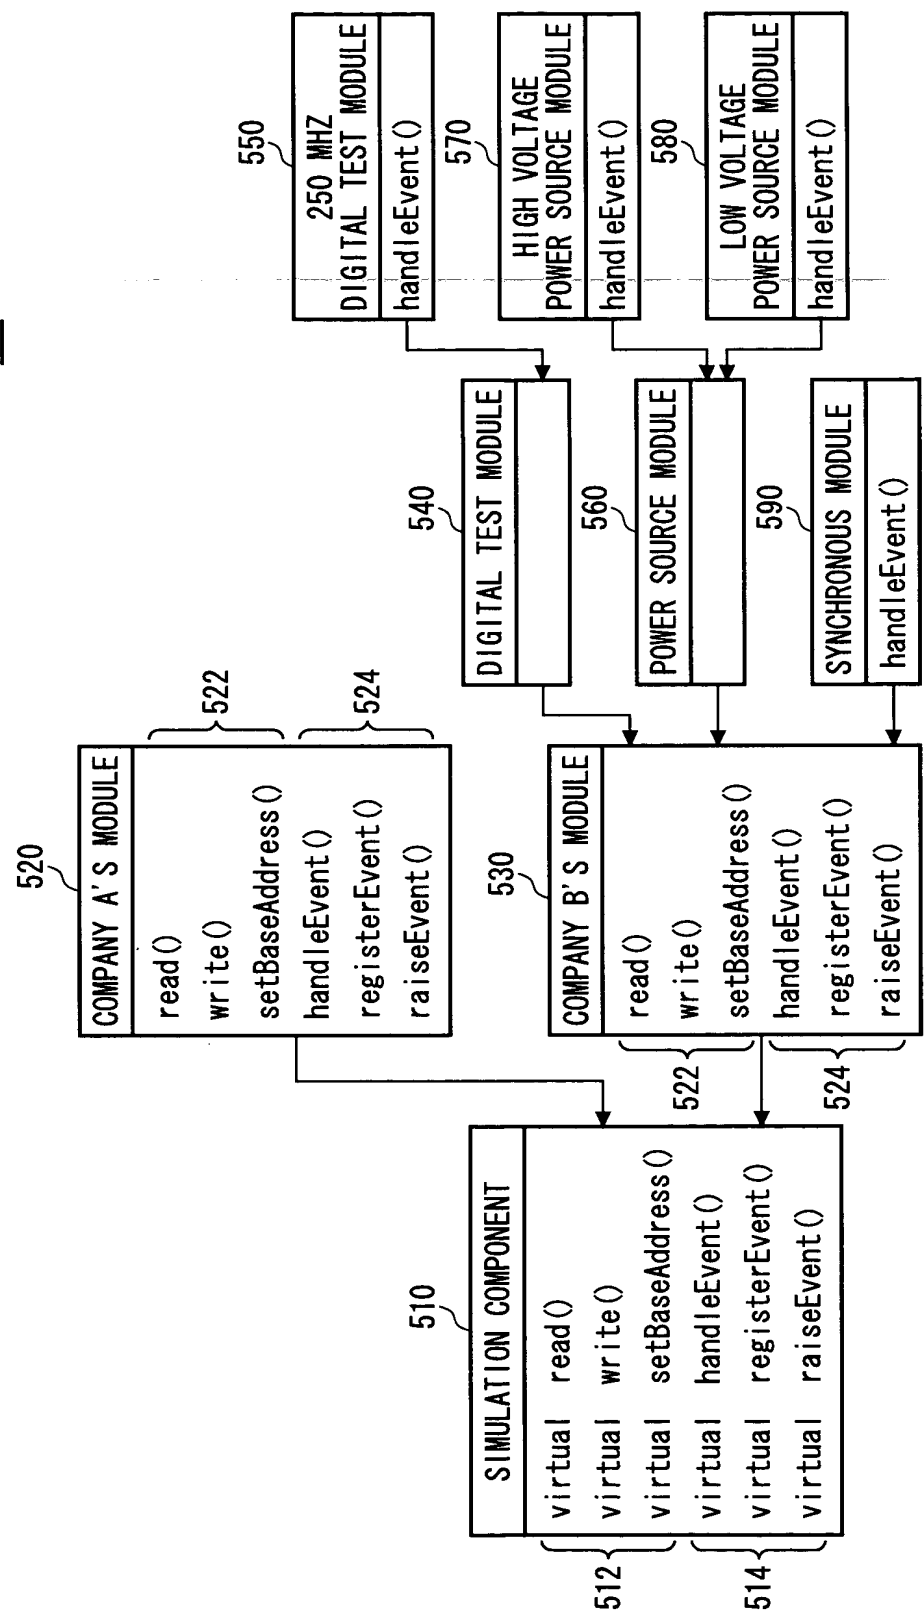 510
SIMULATION COMPONENT
virtual read()
virtual write()
virtual setBaseAddress()
virtual handleEvent()
virtual registerEvent()
virtual raiseEvent()
512
514
520
COMPANY A'S MODULE
read()
write()
setBaseAddress()
handleEvent()
registerEvent()
raiseEvent()
522
524
530
COMPANY B'S MODULE
read()
write()
setBaseAddress()
handleEvent()
registerEvent()
raiseEvent()
522
524
540
DIGITAL TEST MODULE
560
POWER SOURCE MODULE
590
SYNCHRONOUS MODULE
handleEvent()
550
250 MHZ
DIGITAL TEST MODULE
handleEvent()
570
HIGH VOLTAGE
POWER SOURCE MODULE
handleEvent()
580
LOW VOLTAGE
POWER SOURCE MODULE
handleEvent()